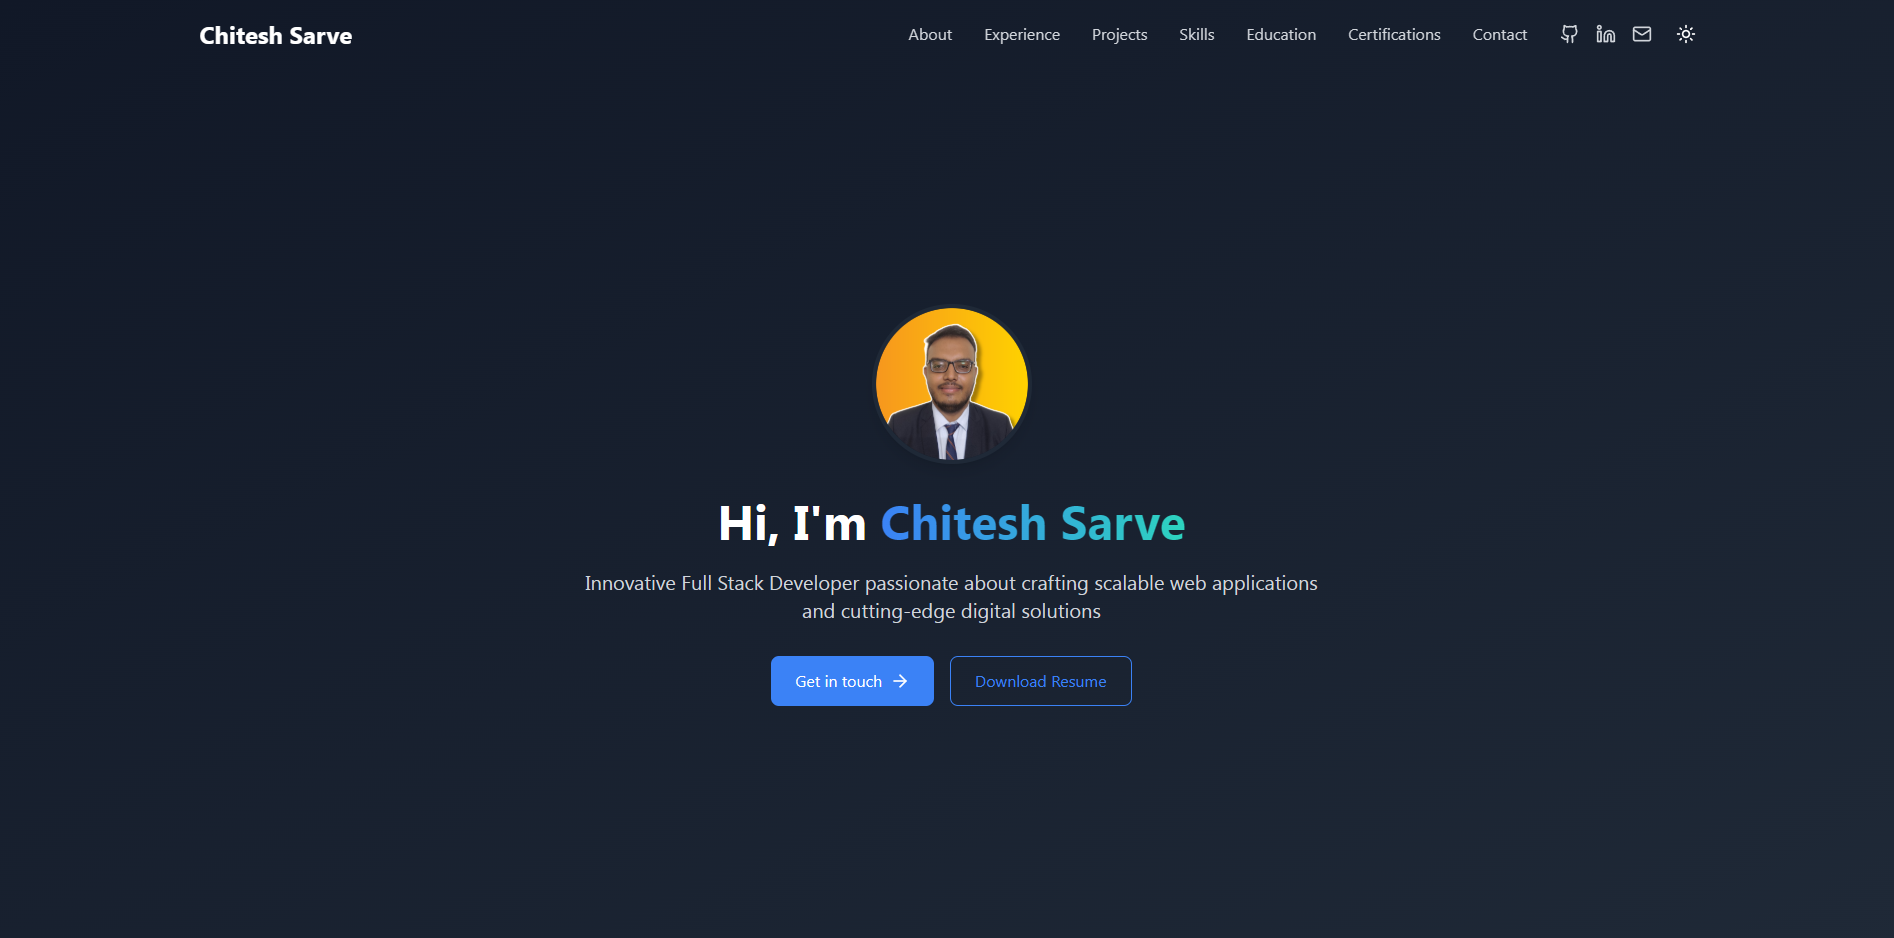 Chitesh Sarve
About Experience Projects Skills Education Certifications Contact
Hi, I'm Chitesh Sarve
Innovative Full Stack Developer passionate about crafting scalable web applications
and cutting-edge digital solutions
Get in touch Download Resume